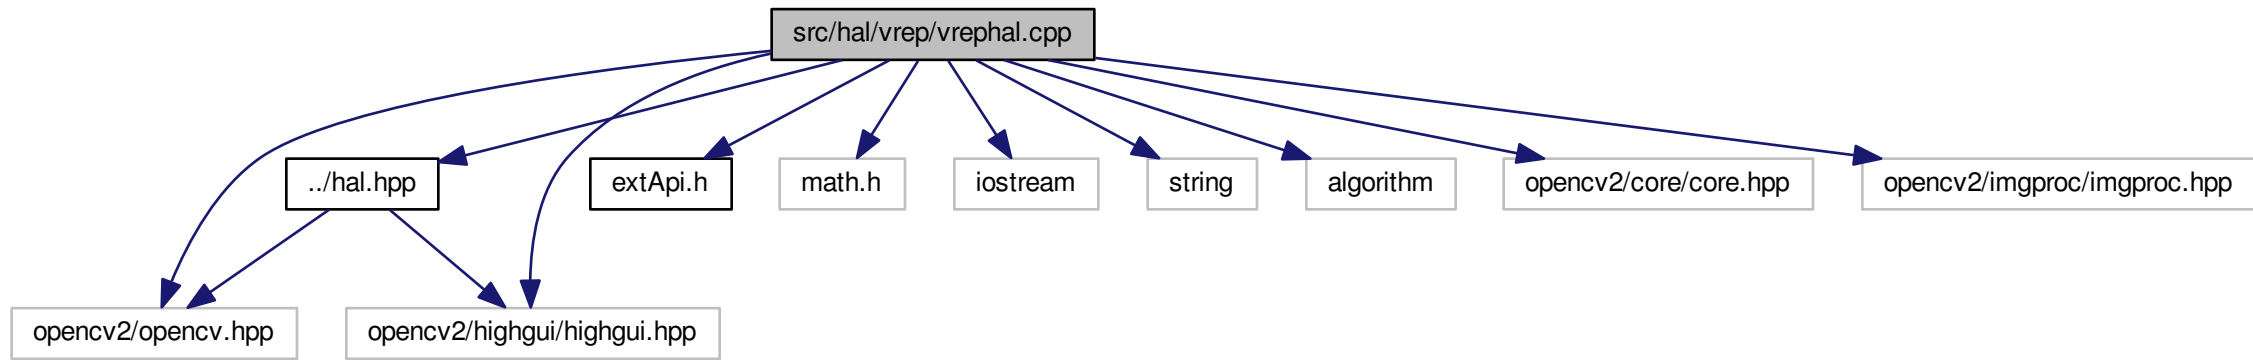 src/hal/vrep/vrephal.cpp
../hal.hpp
extApi.h
math.h
iostream
string
algorithm
opencv2/core/core.hpp
opencv2/imgproc/imgproc.hpp
opencv2/opencv.hpp
opencv2/highgui/highgui.hpp